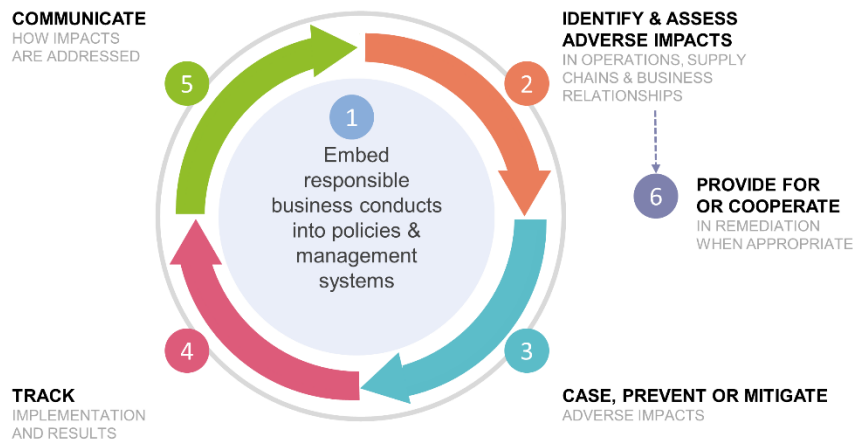 COMMUNICATE
HOW IMPACTS
ARE ADDRESSED
5
IDENTIFY & ASSESS
ADVERSE IMPACTS
IN OPERATIONS, SUPPLY
CHAINS & BUSINESS
RELATIONSHIPS
2
1
Embed
responsible
business conducts
into policies &
management
systems
6
PROVIDE FOR
OR COOPERATE
IN REMEDIATION
WHEN APPROPRIATE
4
TRACK
IMPLEMENTATION
AND RESULTS
3
CASE, PREVENT OR MITIGATE
ADVERSE IMPACTS